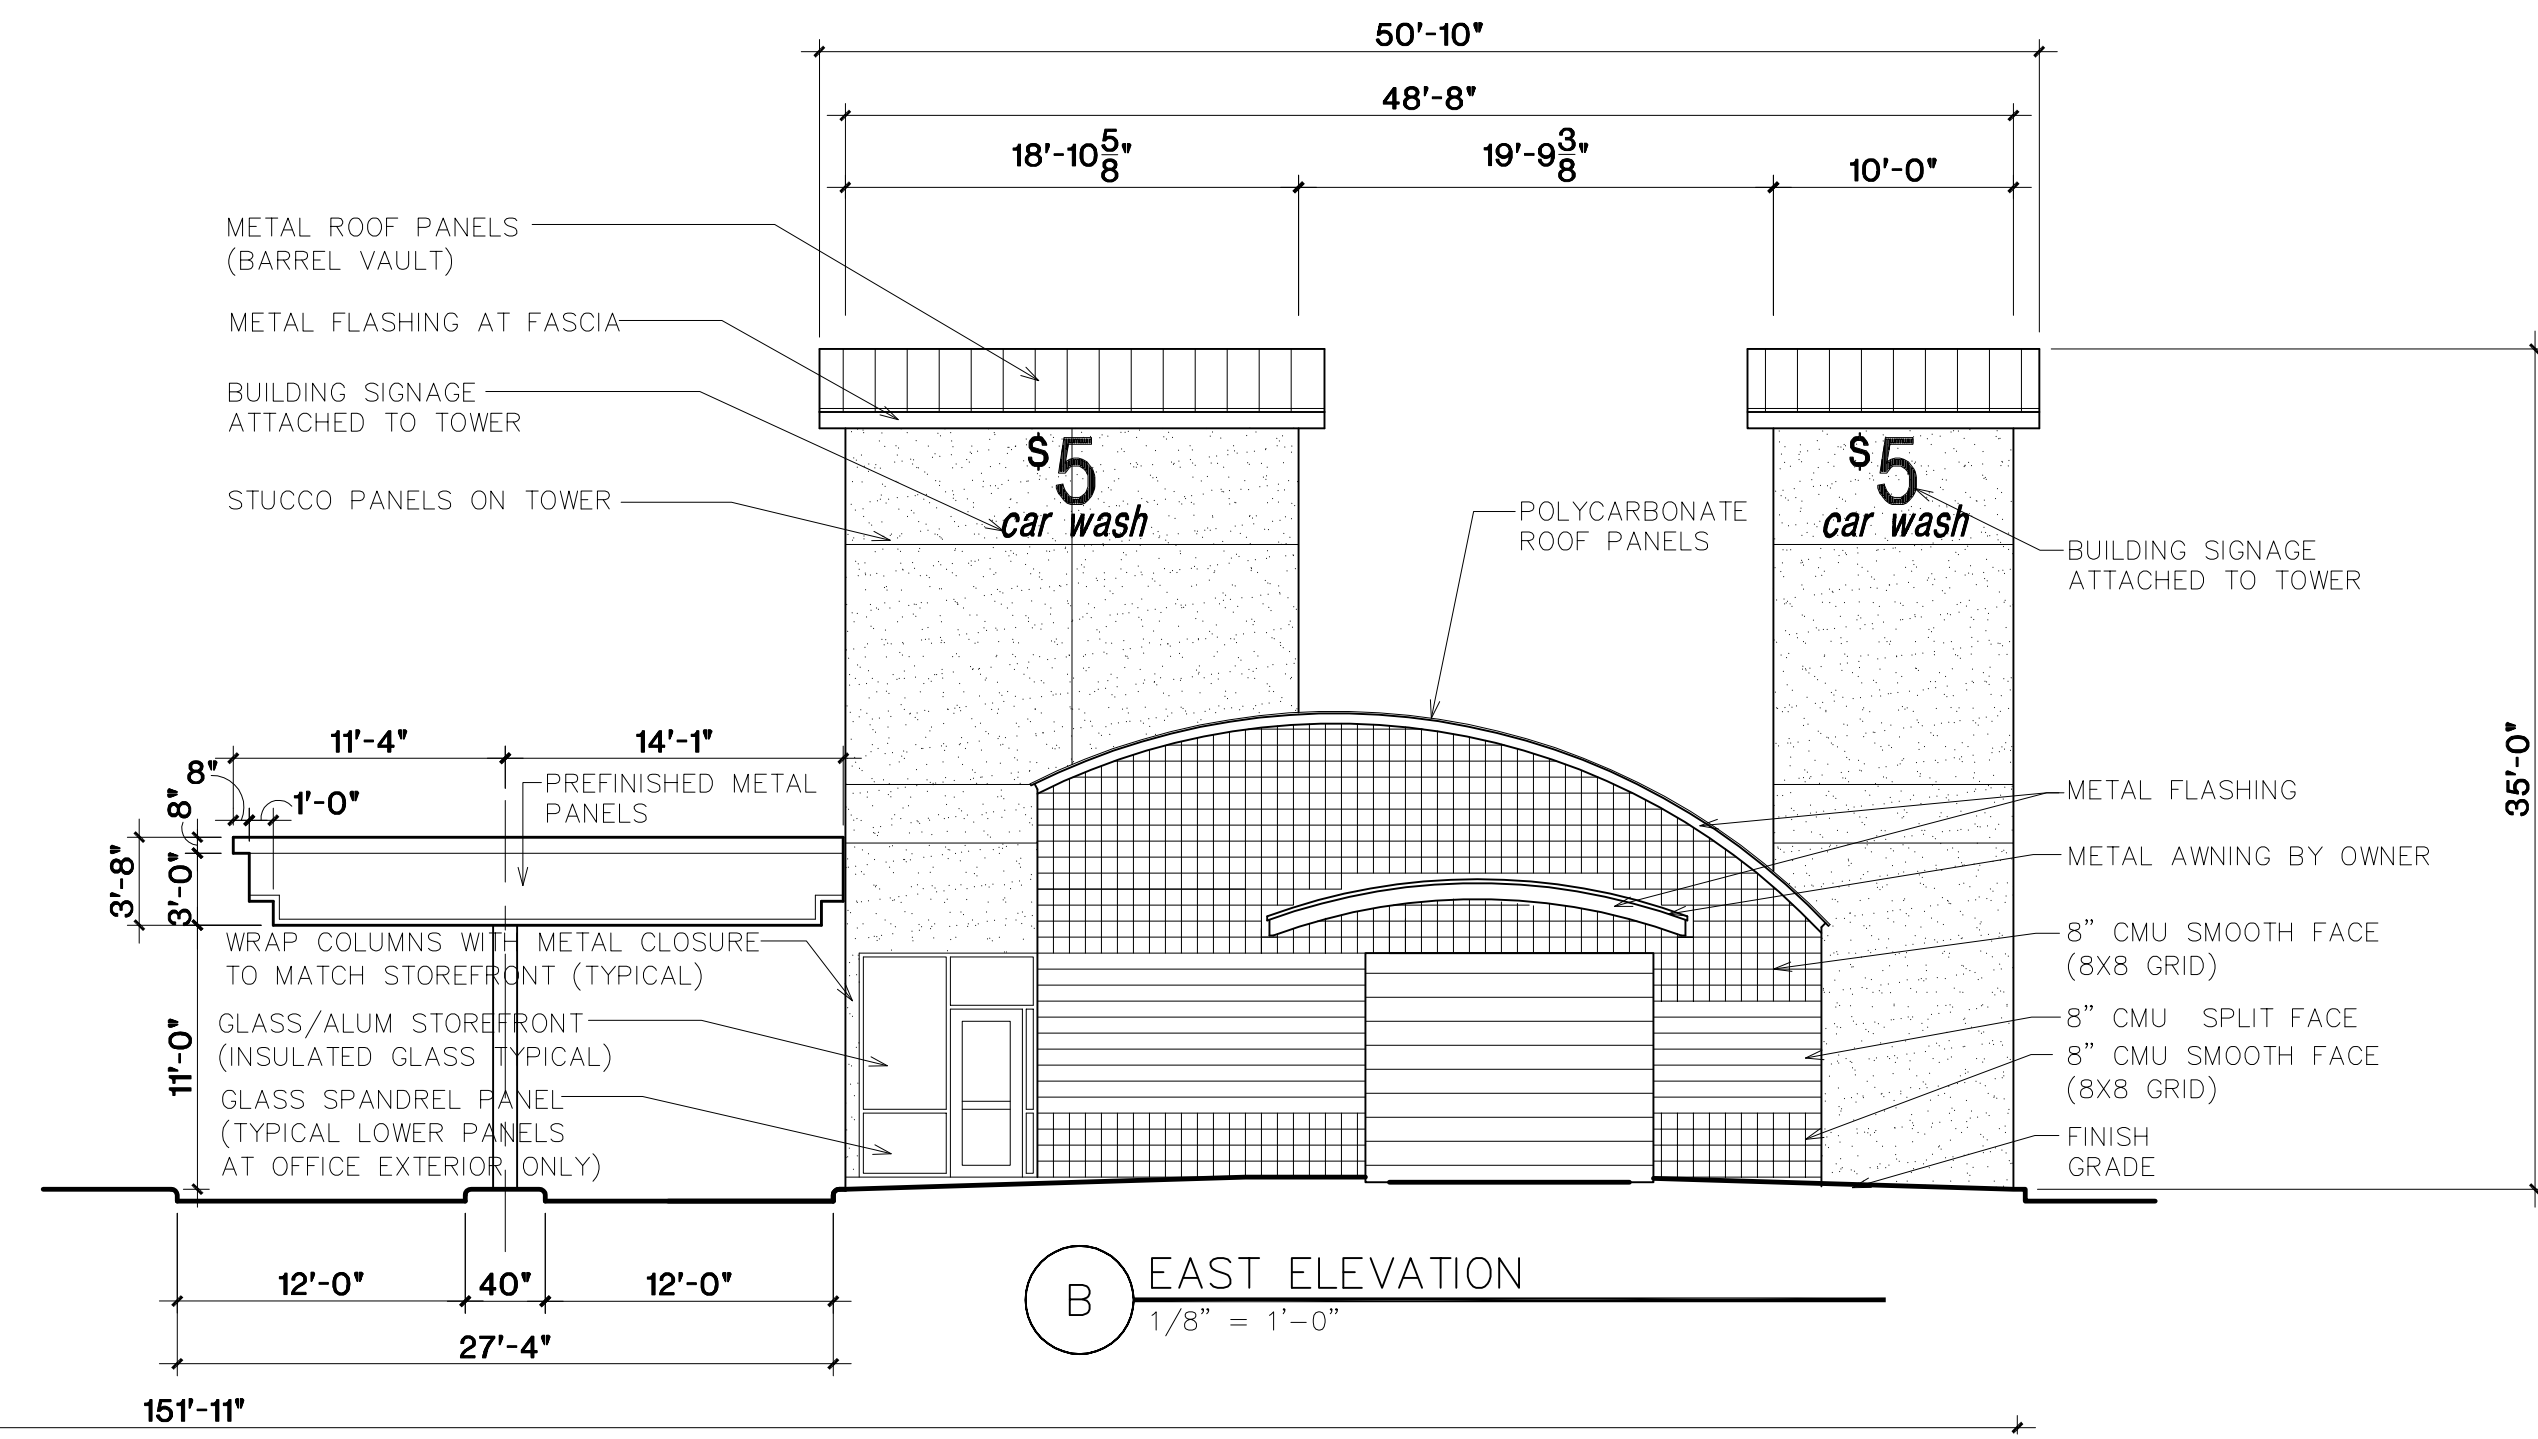 50'-10"
48'-8"
18'-10 5/8"
19'-9 3/8"
10'-0"
METAL ROOF PANELS
(BARREL VAULT)
METAL FLASHING AT FASCIA
BUILDING SIGNAGE
ATTACHED TO TOWER
STUCCO PANELS ON TOWER
$5
car wash
$5
car wash
POLYCARBONATE
ROOF PANELS
BUILDING SIGNAGE
ATTACHED TO TOWER
35'-0"
11'-4"
14'-1"
8"
1'-0"
8"
3'-8"
3'-0"
PREFINISHED METAL
PANELS
METAL FLASHING
METAL AWNING BY OWNER
WRAP COLUMNS WITH METAL CLOSURE
TO MATCH STOREFRONT (TYPICAL)
8" CMU SMOOTH FACE
(8X8 GRID)
GLASS/ALUM STOREFRONT
(INSULATED GLASS TYPICAL)
8" CMU SPLIT FACE
8" CMU SMOOTH FACE
(8X8 GRID)
11'-0"
GLASS SPANDREL PANEL
(TYPICAL LOWER PANELS
AT OFFICE EXTERIOR ONLY)
FINISH
GRADE
12'-0"
40"
12'-0"
27'-4"
B
EAST ELEVATION
1/8" = 1'-0"
151'-11"